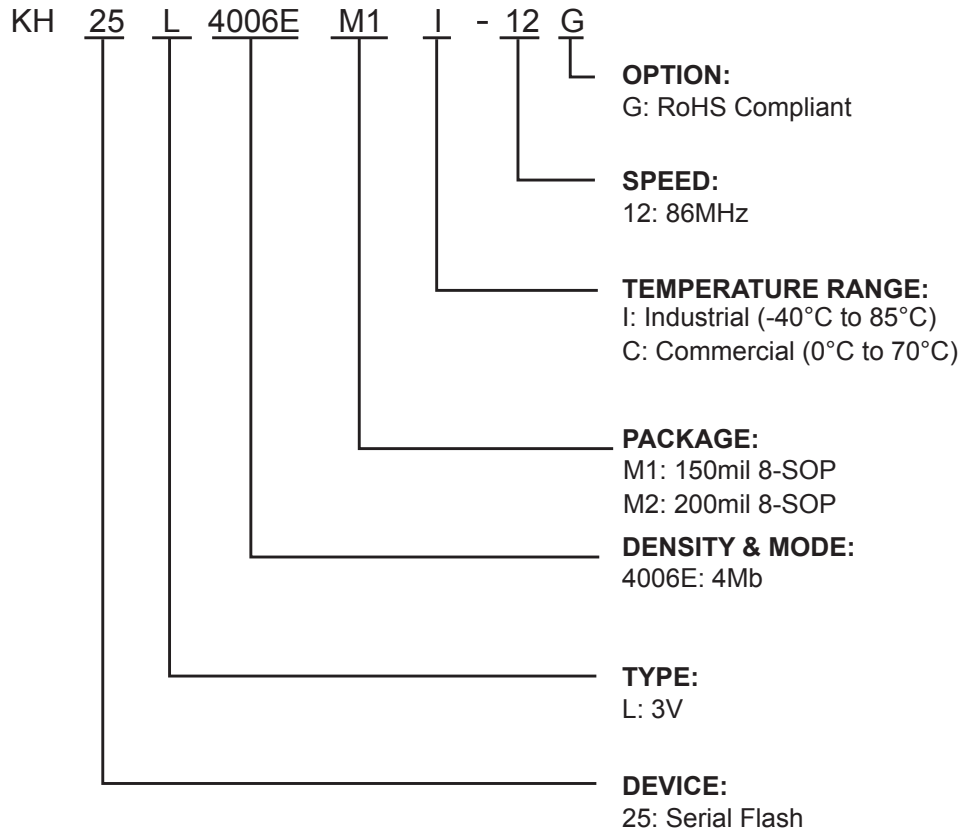 KH 25 L 4006E M1 I - 12 G
OPTION:
G: RoHS Compliant
SPEED:
12: 86MHz
TEMPERATURE RANGE:
I: Industrial (-40°C to 85°C)
C: Commercial (0°C to 70°C)
PACKAGE:
M1: 150mil 8-SOP
M2: 200mil 8-SOP
DENSITY & MODE:
4006E: 4Mb
TYPE:
L: 3V
DEVICE:
25: Serial Flash